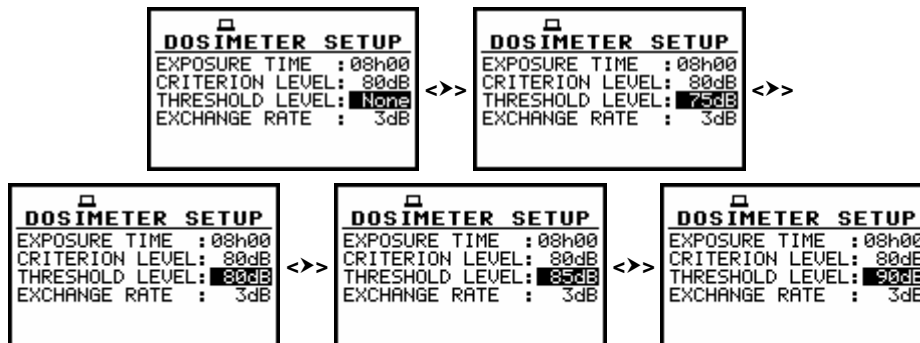 DOSIMETER SETUP
EXPOSURE TIME :08h00
CRITERION LEVEL: 80dB
THRESHOLD LEVEL: None
EXCHANGE RATE : 3dB
<>>
DOSIMETER SETUP
EXPOSURE TIME :08h00
CRITERION LEVEL: 80dB
THRESHOLD LEVEL: 75dB
EXCHANGE RATE : 3dB
<>>
DOSIMETER SETUP
EXPOSURE TIME :08h00
CRITERION LEVEL: 80dB
THRESHOLD LEVEL: 80dB
EXCHANGE RATE : 3dB
<>>
DOSIMETER SETUP
EXPOSURE TIME :08h00
CRITERION LEVEL: 80dB
THRESHOLD LEVEL: 85dB
EXCHANGE RATE : 3dB
<>>
DOSIMETER SETUP
EXPOSURE TIME :08h00
CRITERION LEVEL: 80dB
THRESHOLD LEVEL: 90dB
EXCHANGE RATE : 3dB